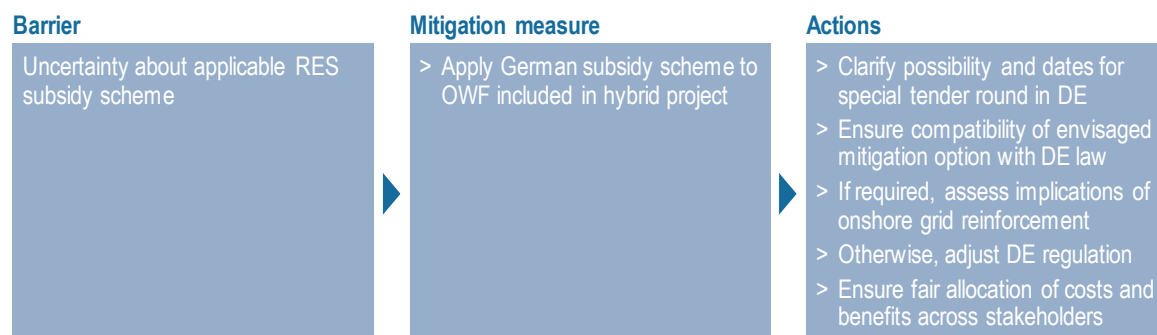 Barrier
Uncertainty about applicable RES
subsidy scheme
Mitigation measure
> Apply German subsidy scheme to
OWF included in hybrid project
Actions
> Clarify possibility and dates for
special tender round in DE
> Ensure compatibility of envisaged
mitigation option with DE law
> If required, assess implications of
onshore grid reinforcement
> Otherwise, adjust DE regulation
> Ensure fair allocation of costs and
benefits across stakeholders